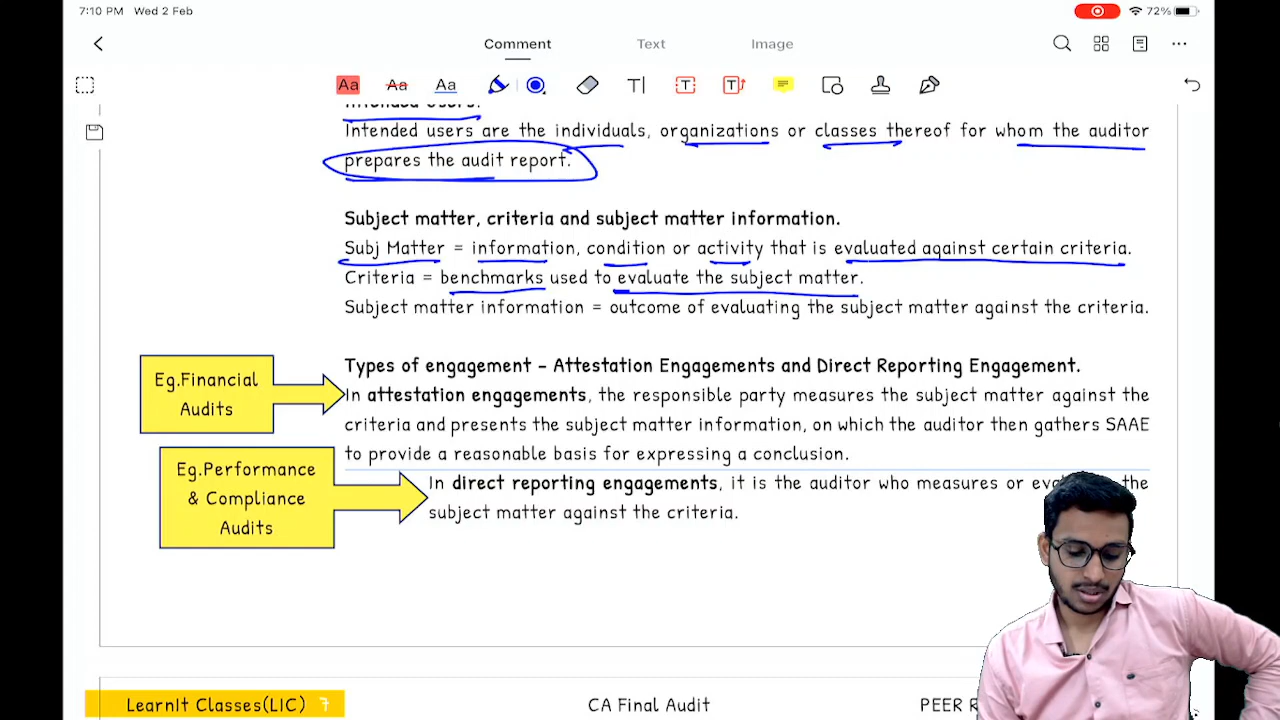 7:10 PM Wed 2 Feb
72%
Comment Text Image
Aa Aa Aa T T T
Intended Users.
Intended users are the individuals, organizations or classes thereof for whom the auditor
prepares the audit report.
Subject matter, criteria and subject matter information.
Subj Matter = information, condition or activity that is evaluated against certain criteria.
Criteria = benchmarks used to evaluate the subject matter.
Subject matter information = outcome of evaluating the subject matter against the criteria.
Types of engagement – Attestation Engagements and Direct Reporting Engagement.
Eg.Financial
Audits
In attestation engagements, the responsible party measures the subject matter against the
criteria and presents the subject matter information, on which the auditor then gathers SAAE
to provide a reasonable basis for expressing a conclusion.
Eg.Performance
& Compliance
Audits
In direct reporting engagements, it is the auditor who measures or the
subject matter against the criteria.
LearnIt Classes(LIC) 7 CA Final Audit PEER